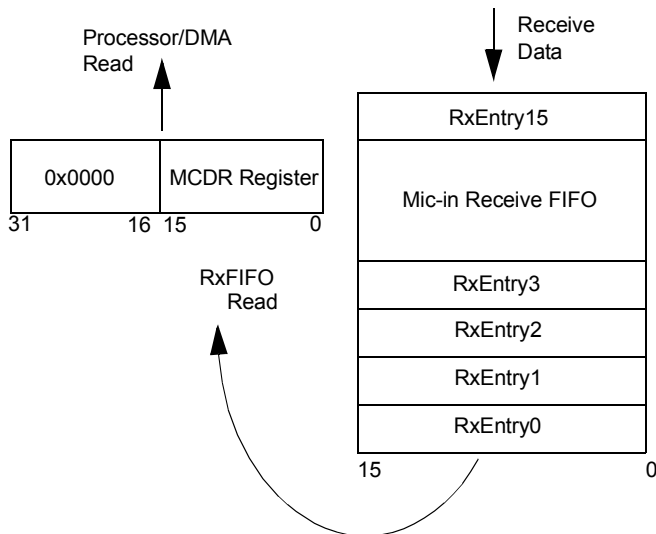 Processor/DMA
Read
Receive
Data
0x0000
MCDR Register
31
16
15
0
RxEntry15
Mic-in Receive FIFO
RxFIFO
Read
RxEntry3
RxEntry2
RxEntry1
RxEntry0
15
0